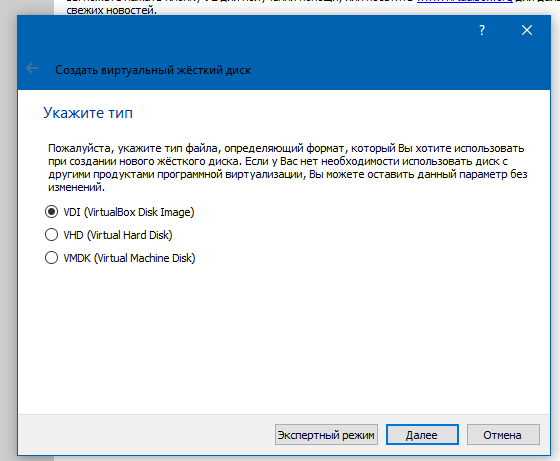 свежих новостей.
?
Создать виртуальный жёсткий диск
Укажите тип
Пожалуйста, укажите тип файла, определяющий формат, который Вы хотите использовать
при создании нового жёсткого диска. Если у Вас нет необходимости использовать диск с
другими продуктами программной виртуализации, Вы можете оставить данный параметр без
изменений.
VDI (VirtualBox Disk Image)
VHD (Virtual Hard Disk)
VMDK (Virtual Machine Disk)
Экспертный режим Далее Отмена